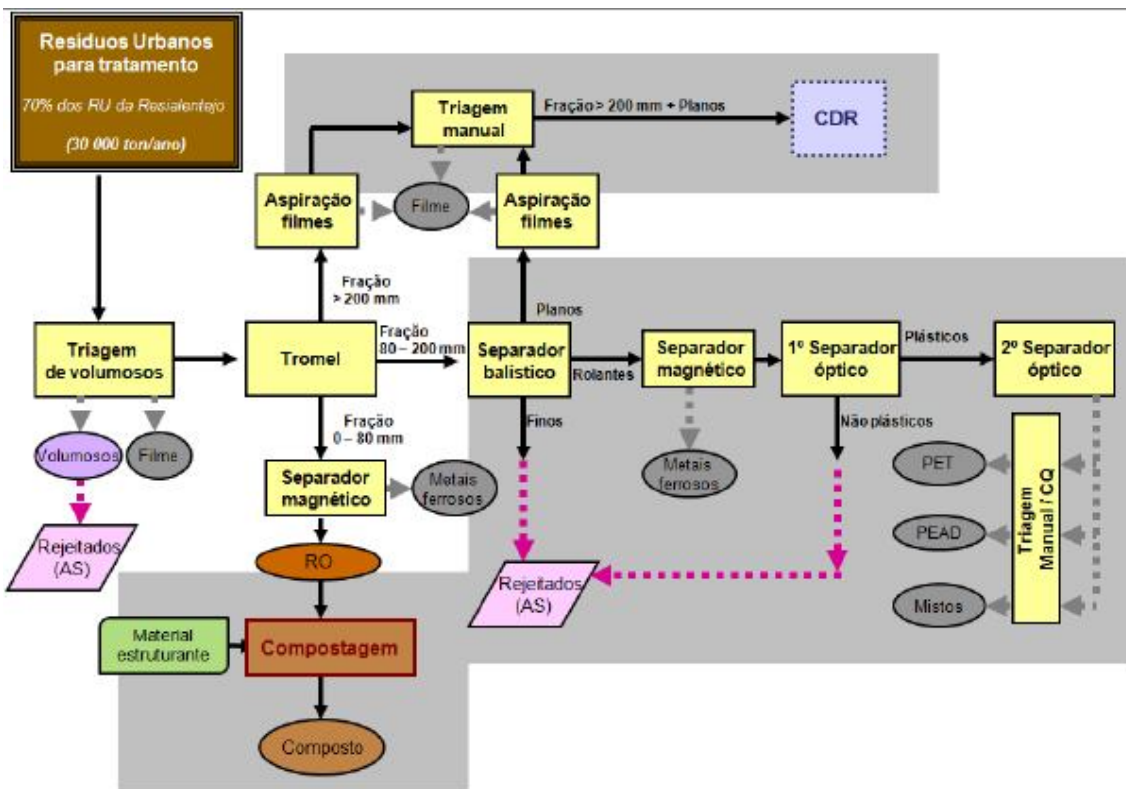 Resíduos Urbanos
para tratamento
70% dos RU da Resialentejo
(30 000 ton/ano)
Triagem
manual
Fração > 200 mm + Planos
CDR
Aspiração
filmes
Filme
Aspiração
filmes
Fração
> 200 mm
Planos
Triagem
de volumosos
Tromel
Fração
80 – 200 mm
Separador
balístico
Rolantes
Separador
magnético
1º Separador
óptico
Plásticos
2º Separador
óptico
Volumosos
Filme
Fração
0 – 80 mm
Finos
Não plásticos
Separador
magnético
Metais
ferrosos
Metais
ferrosos
PET
PEAD
Mistos
Triagem
Manual / CQ
Rejeitados
(AS)
RO
Rejeitados
(AS)
Material
estruturante
Compostagem
Composto